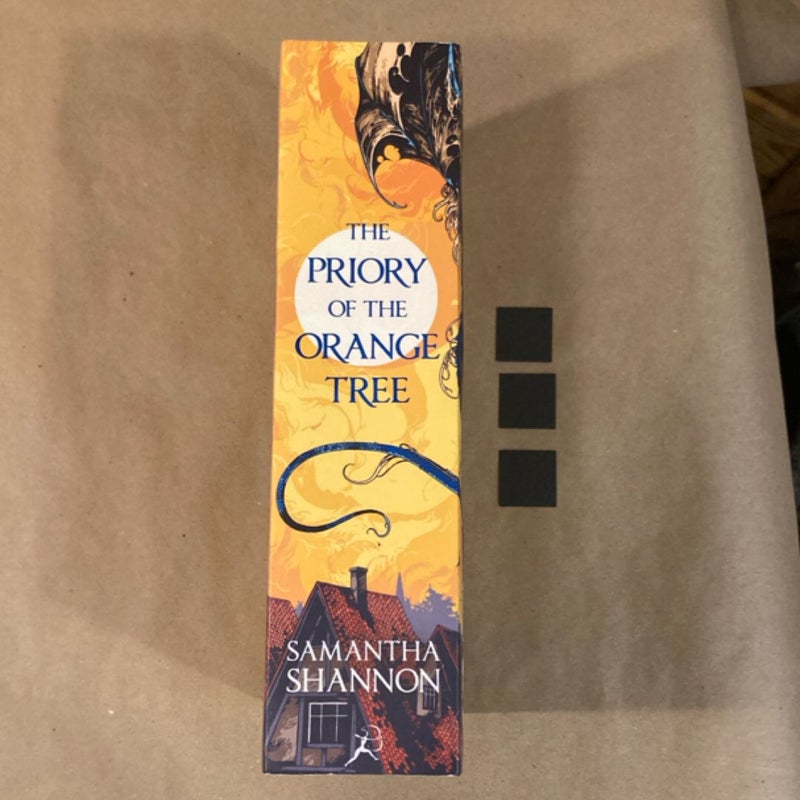 THE
PRIORY
OF THE
ORANGE
TREE
SAMANTHA
SHANNON